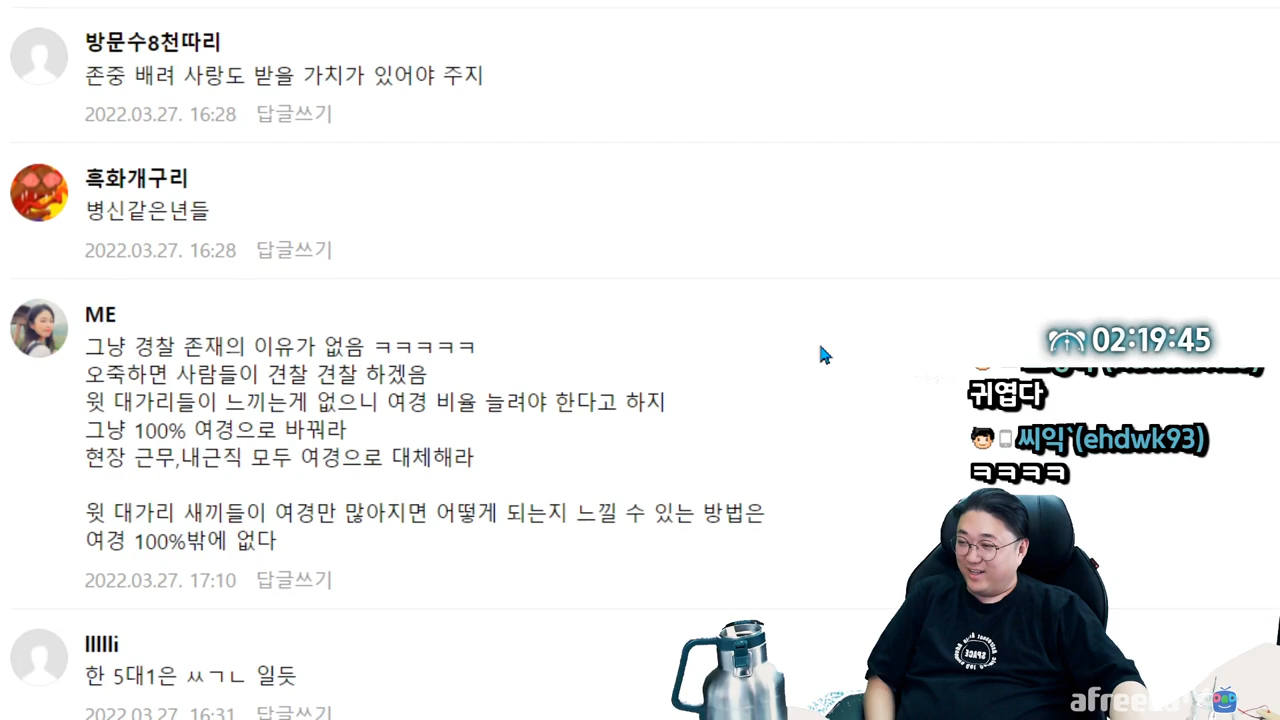 방문수8천따리
존중 배려 사랑도 받을 가치가 있어야 주지
2022.03.27. 16:28 답글쓰기
흑화개구리
병신같은년들
2022.03.27. 16:28 답글쓰기
ME
그냥 경찰 존재의 이유가 없음 ㅋㅋㅋㅋㅋ
오죽하면 사람들이 견찰 견찰 하겠음
윗 대가리들이 느끼는게 없으니 여경 비율 늘려야 한다고 하지
그냥 100% 여경으로 바꿔라
현장 근무,내근직 모두 여경으로 대체해라
윗 대가리 새끼들이 여경만 많아지면 어떻게 되는지 느낄 수 있는 방법은
여경 100%밖에 없다
2022.03.27. 17:10 답글쓰기
llllli
한 5대1은 ㅆㄱㄴ 일듯
2022.03.27. 16:31 답글쓰기
02:19:45
귀엽다
씨익`(ehdwk93)
ㅋㅋㅋㅋ
SPACE